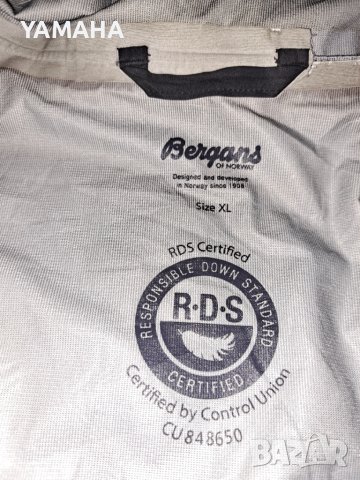 YAMAHA
Bergans
OF NORWAY
Designed and developed
in Norway since 1908
Size XL
RDS Certified
RESPONSIBLE DOWN STANDARD
R·D·S
CERTIFIED
Certified by Control Union
CU 848650
BAZAR